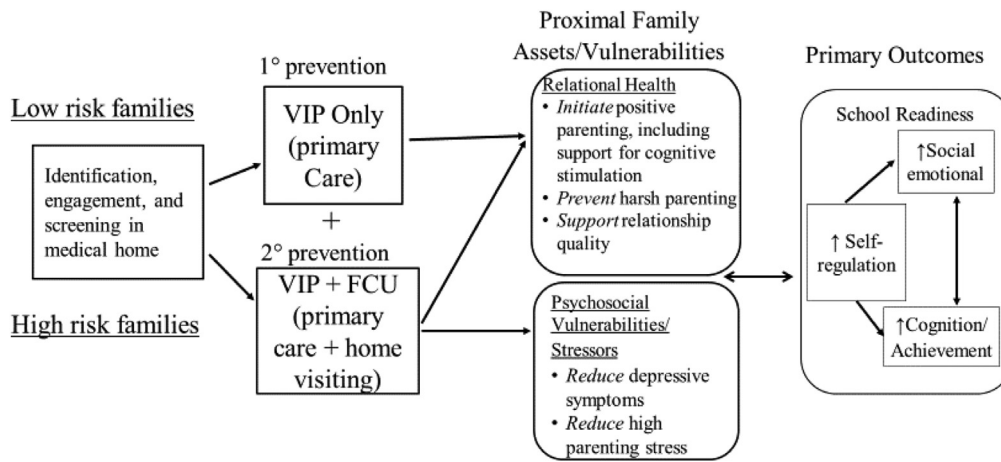 Low risk families
Identification,
engagement, and
screening in
medical home
High risk families
1° prevention
VIP Only
(primary
Care)
+
2° prevention
VIP + FCU
(primary
care + home
visiting)
Proximal Family
Assets/Vulnerabilities
Relational Health
• Initiate positive
parenting, including
support for cognitive
stimulation
• Prevent harsh parenting
• Support relationship
quality
Psychosocial
Vulnerabilities/
Stressors
• Reduce depressive
symptoms
• Reduce high
parenting stress
Primary Outcomes
School Readiness
↑Social
emotional
↑ Self-
regulation
↑Cognition/
Achievement